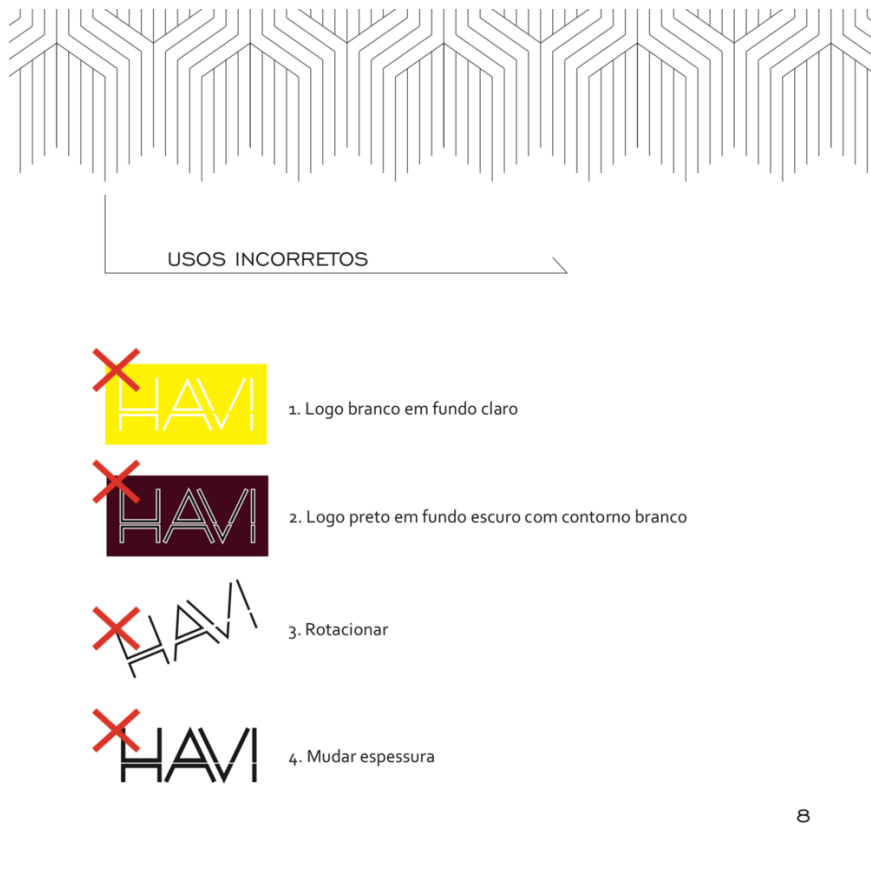 USOS INCORRETOS
HAVI
1. Logo branco em fundo claro
HAVI
2. Logo preto em fundo escuro com contorno branco
HAVI
3. Rotacionar
HAVI
4. Mudar espessura
8